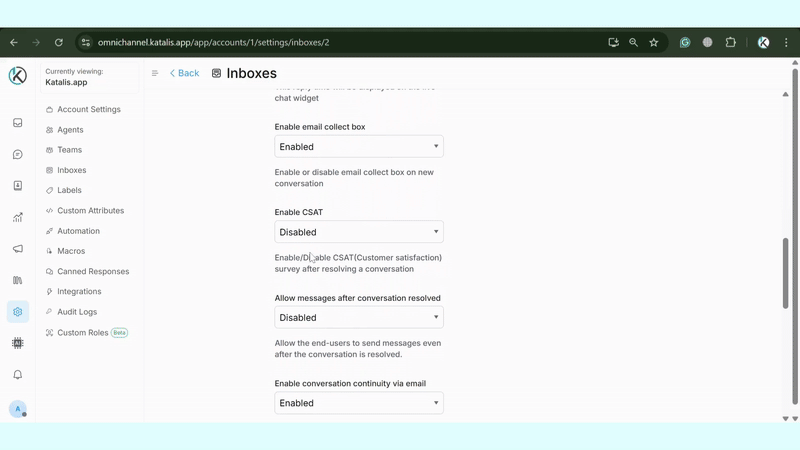 omnichannel.katalis.app/app/accounts/1/settings/inboxes/2
Currently viewing:
Katalis.app
Back
Inboxes
Account Settings
Agents
Teams
Inboxes
Labels
Custom Attributes
Automation
Macros
Canned Responses
Integrations
Audit Logs
Custom Roles Beta
chat widget
Enable email collect box
Enabled
Enable or disable email collect box on new
conversation
Enable CSAT
Disabled
Enable/Disable CSAT(Customer satisfaction)
survey after resolving a conversation
Allow messages after conversation resolved
Disabled
Allow the end-users to send messages even
after the conversation is resolved.
Enable conversation continuity via email
Enabled
A